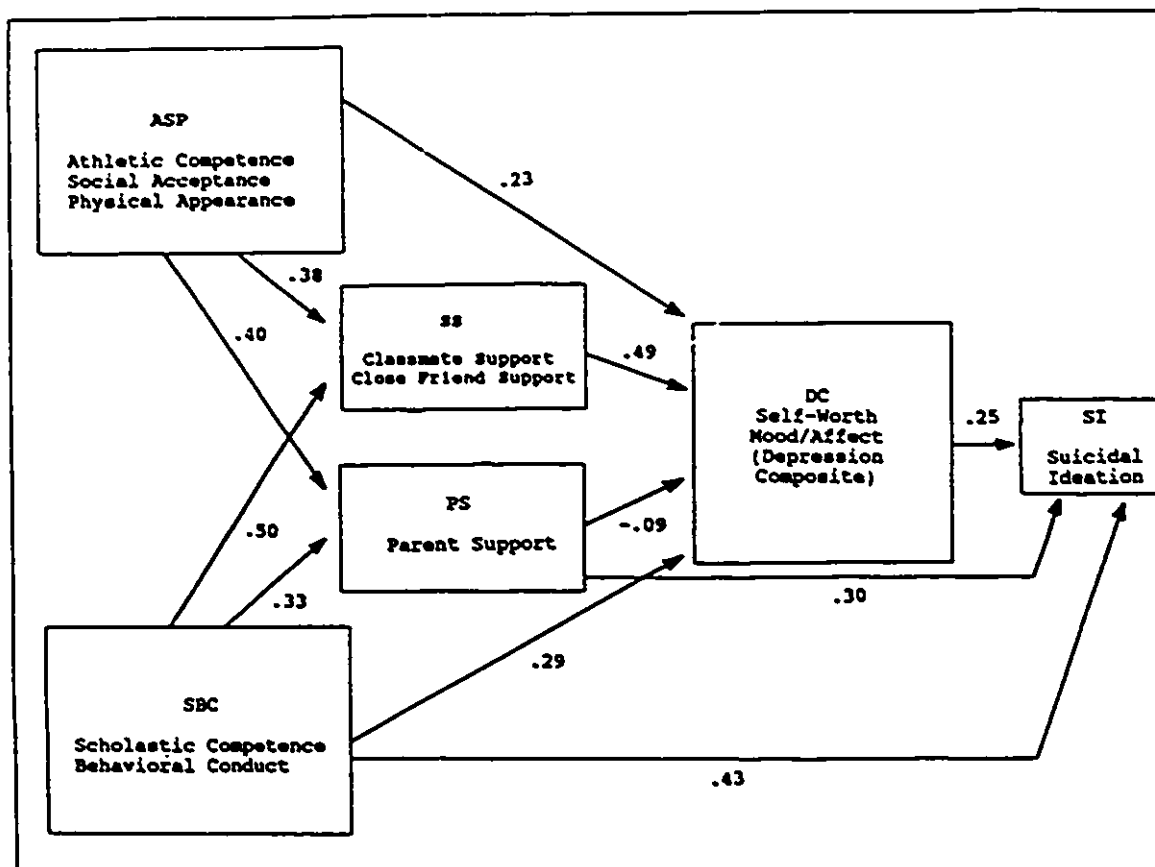 ASP
Athletic Competence
Social Acceptance
Physical Appearance
.23
.38
.40
SS
Classmate Support
Close Friend Support
.49
DC
Self-Worth
Mood/Affect
(Depression
Composite)
.25
SI
Suicidal
Ideation
PS
Parent Support
-.09
.50
.33
.30
.29
SBC
Scholastic Competence
Behavioral Conduct
.43